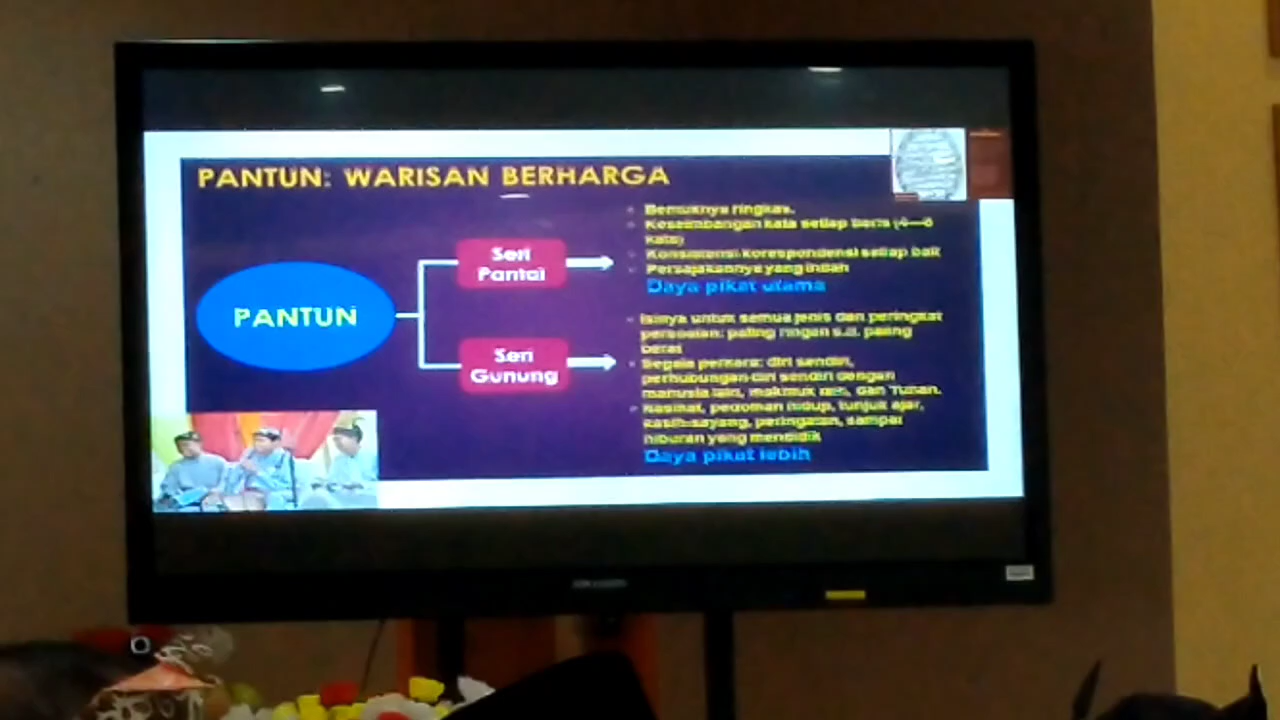 PANTUN: WARISAN BERHARGA
PANTUN
Seri
Pantai
Bentuknya ringkas.
Keseimbangan kata setiap baris (4—6
kata)
Konsistensi korespondensi setiap bait
Persajakannya yang indah
Daya pikat utama
Seri
Gunung
Isinya untuk semua jenis dan peringkat
persoalan: paling ringan s.d. paling
berat
Segala perkara: diri sendiri,
perhubungan diri sendiri dengan
manusia lain, makhluk lain, dan Tuhan.
Nasihat, pedoman hidup, tunjuk ajar,
kasih sayang, peringatan, sampai
hiburan yang mendidik
Daya pikat lebih